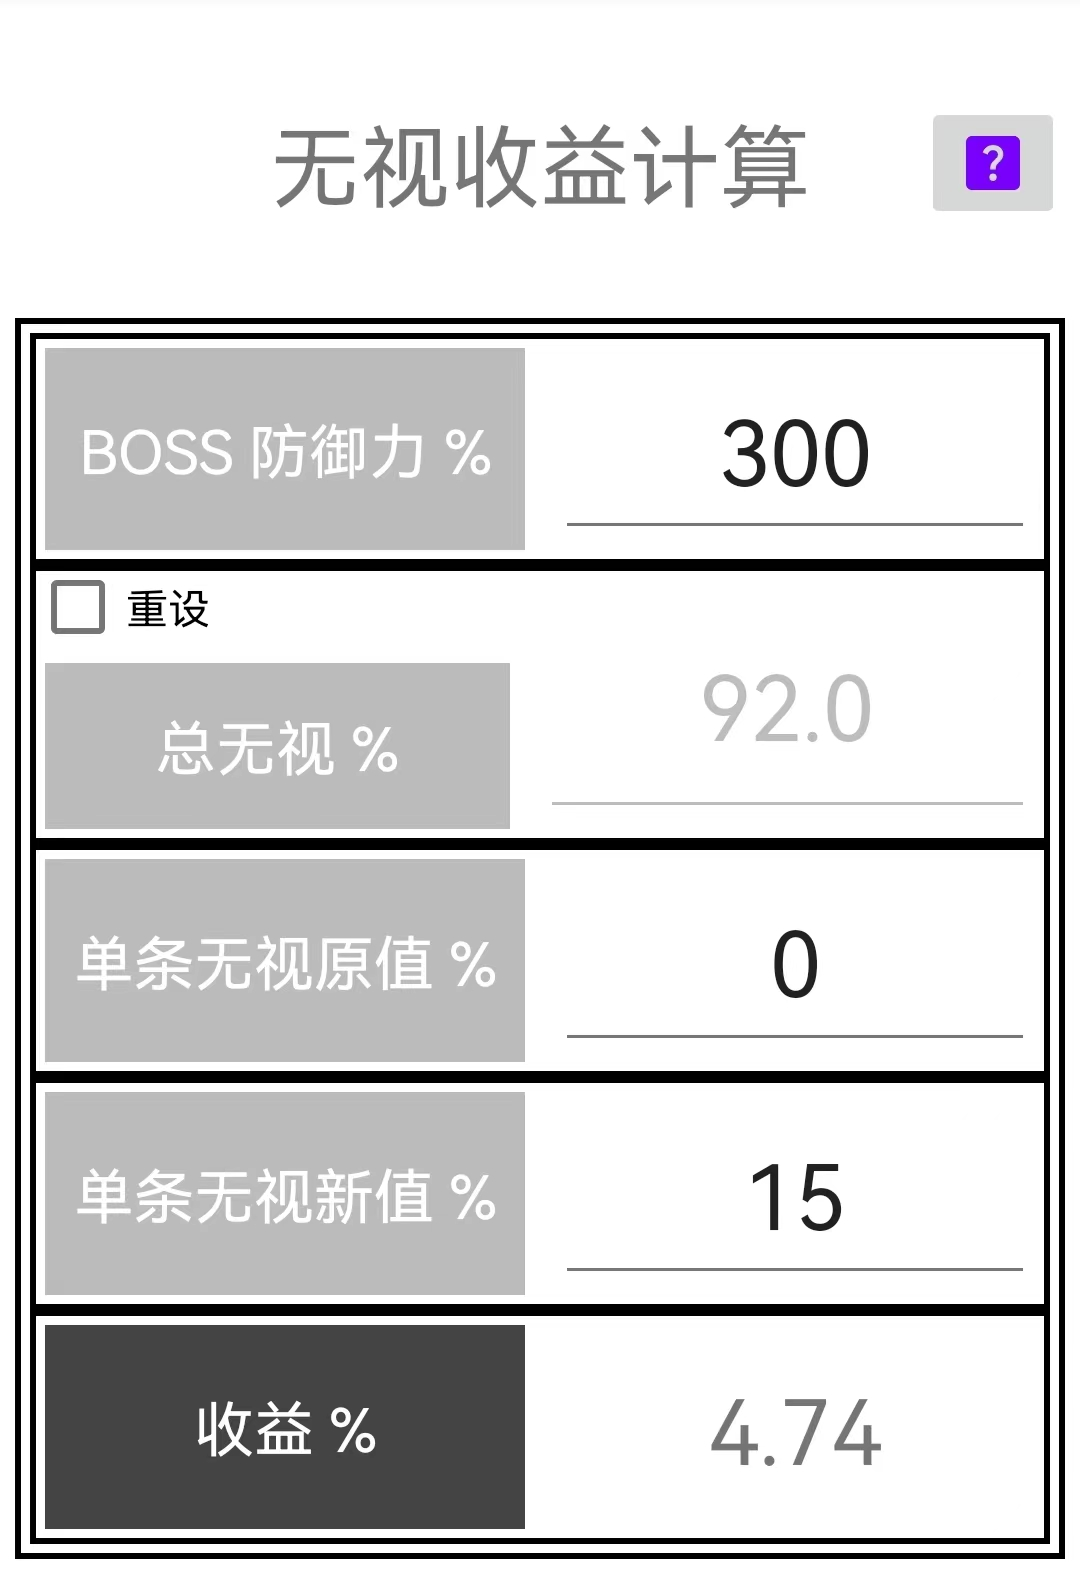 无视收益计算
?
BOSS 防御力 %
300
重设
总无视 %
92.0
单条无视原值 %
0
单条无视新值 %
15
收益 %
4.74